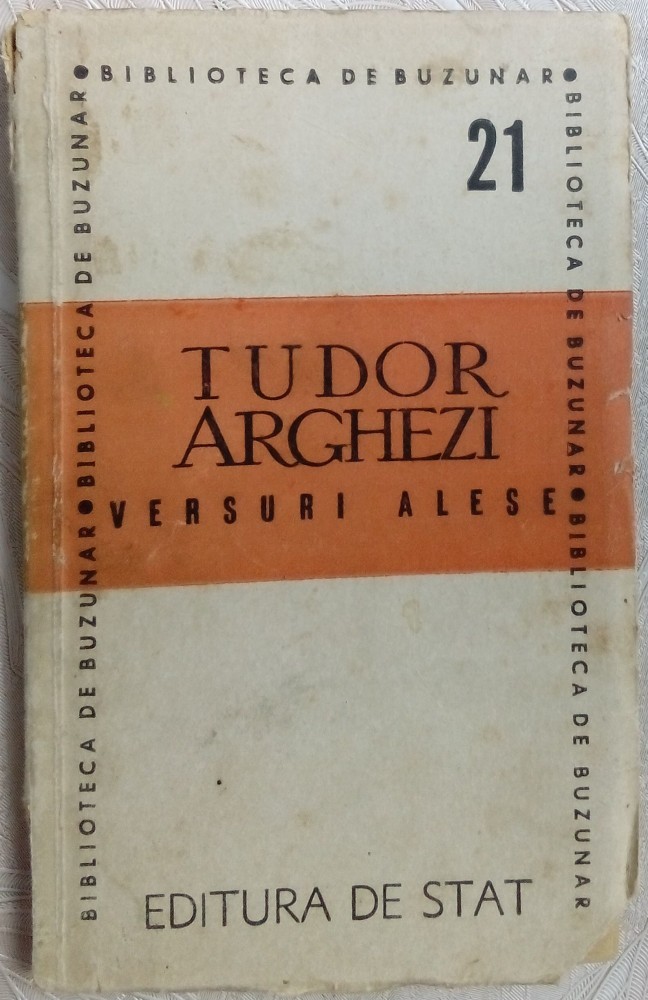 ● BIBLIOTECA DE BUZUNAR ●
21
TUDOR
ARGHEZI
VERSURI ALESE
EDITURA DE STAT
BIBLIOTECA DE BUZUNAR ● BIBLIOTECA DE BUZUNAR
BIBLIOTECA DE BUZUNAR ● BIBLIOTECA DE BUZUNAR